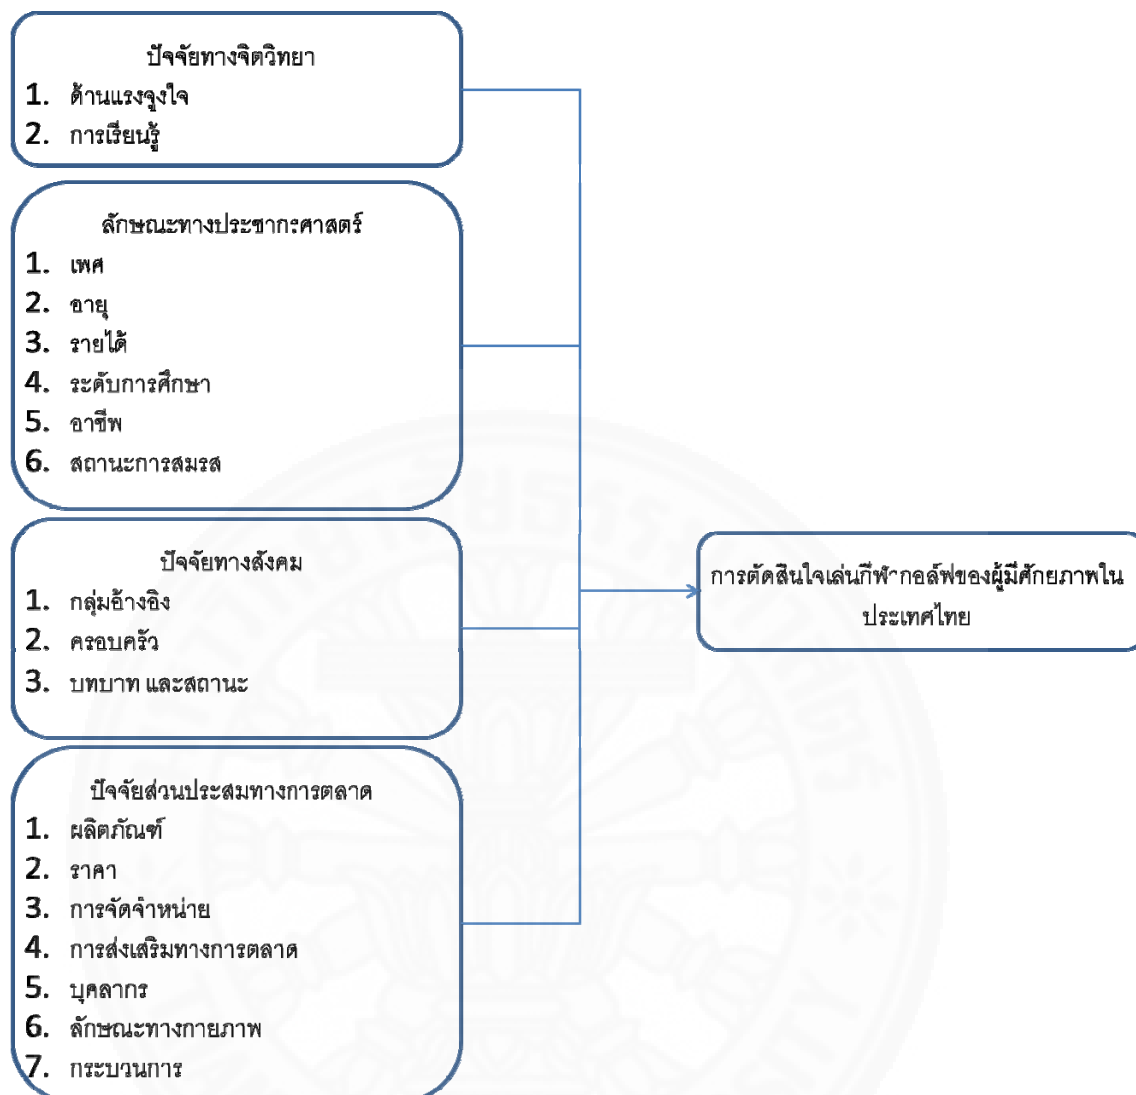 ปัจจัยทางจิตวิทยา
1. ด้านแรงจูงใจ
2. การเรียนรู้
ลักษณะทางประชากรศาสตร์
1. เพศ
2. อายุ
3. รายได้
4. ระดับการศึกษา
5. อาชีพ
6. สถานะการสมรส
ปัจจัยทางสังคม
1. กลุ่มอ้างอิง
2. ครอบครัว
3. บทบาท และสถานะ
การตัดสินใจเล่นกีฬากอล์ฟของผู้มีศักยภาพใน
ประเทศไทย
ปัจจัยส่วนประสมทางการตลาด
1. ผลิตภัณฑ์
2. ราคา
3. การจัดจำหน่าย
4. การส่งเสริมทางการตลาด
5. บุคลากร
6. ลักษณะทางกายภาพ
7. กระบวนการ